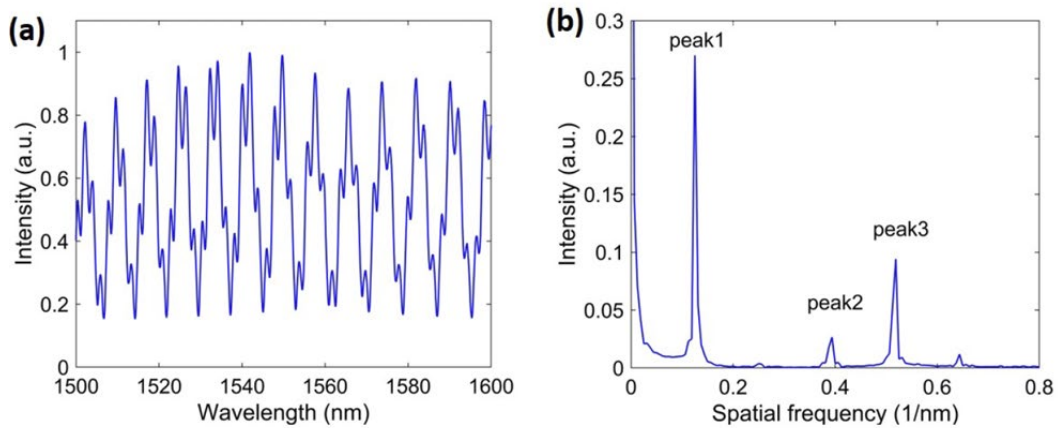 (a)
1
0.8
0.6
0.4
0.2
0
Intensity (a.u.)
1500 1520 1540 1560 1580 1600
Wavelength (nm)
(b)
0.3
0.25
0.2
0.15
0.1
0.05
0
Intensity (a.u.)
peak1
peak2
peak3
0 0.2 0.4 0.6 0.8
Spatial frequency (1/nm)